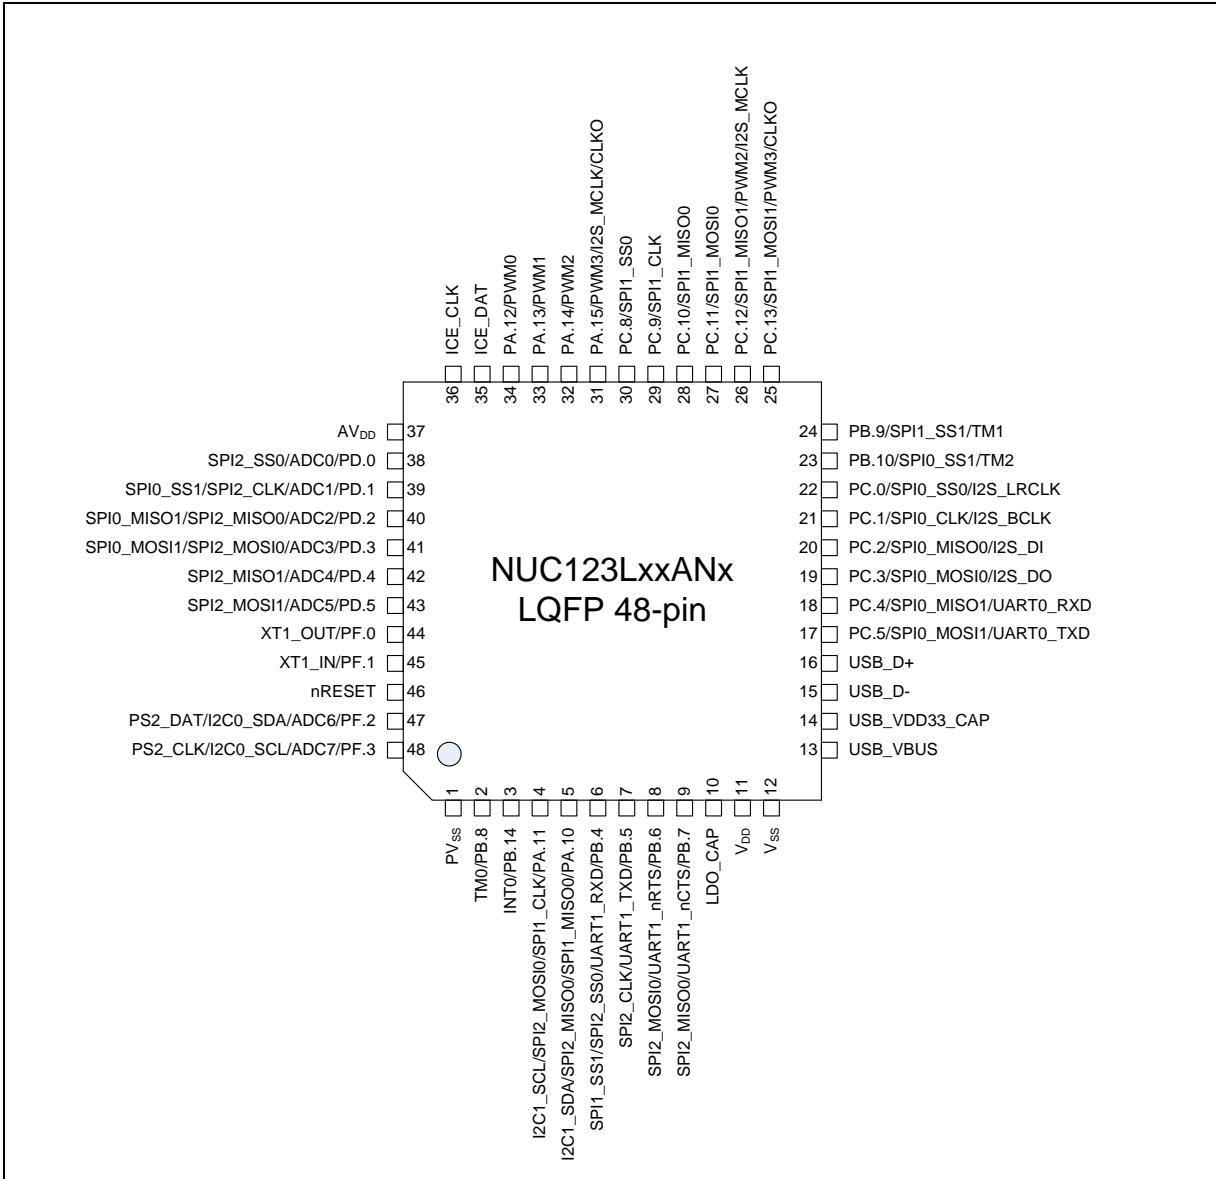 ICE_CLK
ICE_DAT
PA.12/PWM0
PA.13/PWM1
PA.14/PWM2
PA.15/PWM3/I2S_MCLK/CLKO
PC.8/SPI1_SS0
PC.9/SPI1_CLK
PC.10/SPI1_MISO0
PC.11/SPI1_MOSI0
PC.12/SPI1_MISO1/PWM2/I2S_MCLK
PC.13/SPI1_MOSI1/PWM3/CLKO
36 35 34 33 32 31 30 29 28 27 26 25
AVDD 37
SPI2_SS0/ADC0/PD.0 38
SPI0_SS1/SPI2_CLK/ADC1/PD.1 39
SPI0_MISO1/SPI2_MISO0/ADC2/PD.2 40
SPI0_MOSI1/SPI2_MOSI0/ADC3/PD.3 41
SPI2_MISO1/ADC4/PD.4 42
SPI2_MOSI1/ADC5/PD.5 43
XT1_OUT/PF.0 44
XT1_IN/PF.1 45
nRESET 46
PS2_DAT/I2C0_SDA/ADC6/PF.2 47
PS2_CLK/I2C0_SCL/ADC7/PF.3 48
NUC123LxxANx
LQFP 48-pin
24 PB.9/SPI1_SS1/TM1
23 PB.10/SPI0_SS1/TM2
22 PC.0/SPI0_SS0/I2S_LRCLK
21 PC.1/SPI0_CLK/I2S_BCLK
20 PC.2/SPI0_MISO0/I2S_DI
19 PC.3/SPI0_MOSI0/I2S_DO
18 PC.4/SPI0_MISO1/UART0_RXD
17 PC.5/SPI0_MOSI1/UART0_TXD
16 USB_D+
15 USB_D-
14 USB_VDD33_CAP
13 USB_VBUS
1 2 3 4 5 6 7 8 9 10 11 12
PVSS
TM0/PB.8
INT0/PB.14
I2C1_SCL/SPI2_MOSI0/SPI1_CLK/PA.11
I2C1_SDA/SPI2_MISO0/SPI1_MISO0/PA.10
SPI1_SS1/SPI2_SS0/UART1_RXD/PB.4
SPI2_CLK/UART1_TXD/PB.5
SPI2_MOSI0/UART1_nRTS/PB.6
SPI2_MISO0/UART1_nCTS/PB.7
LDO_CAP
VDD
VSS